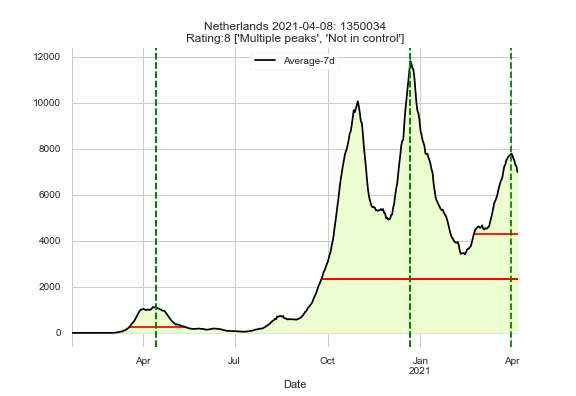 Netherlands 2021-04-08: 1350034
Rating:8 ['Multiple peaks', 'Not in control']
Average-7d
12000
10000
8000
6000
4000
2000
0
Apr
Jul
Oct
Jan
2021
Apr
Date